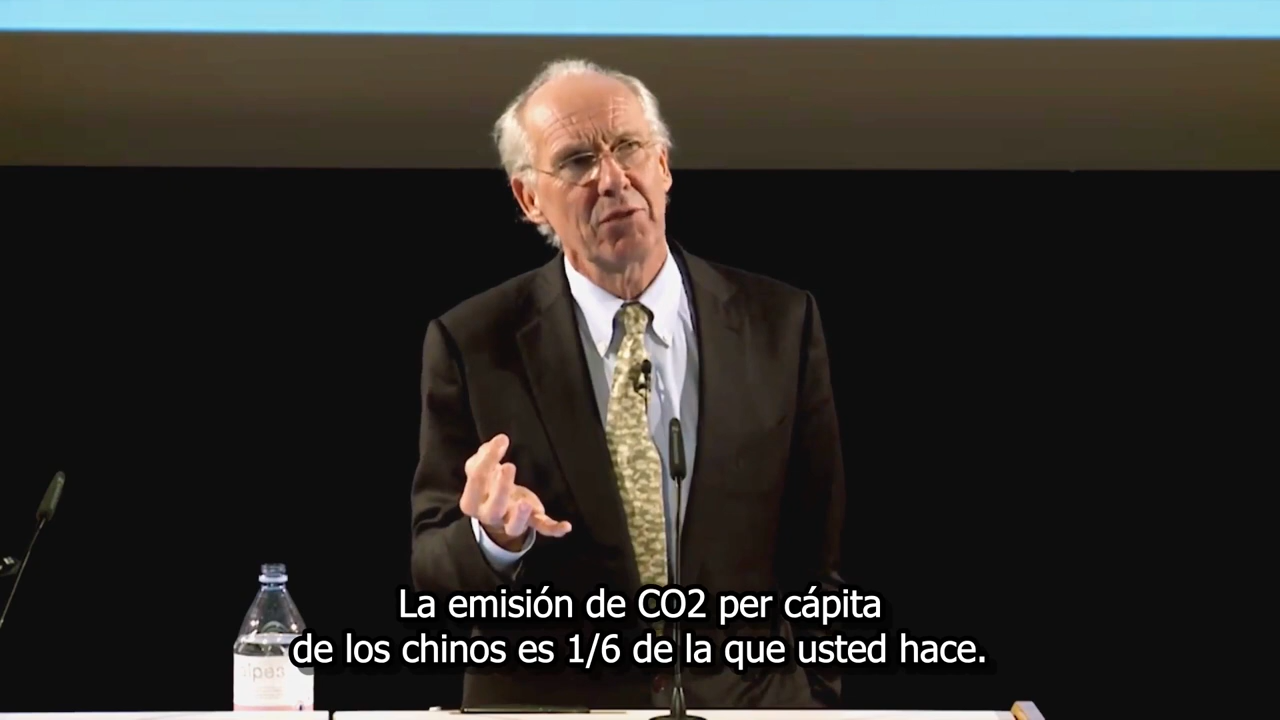 La emisión de CO2 per cápita
de los chinos es 1/6 de la que usted hace.